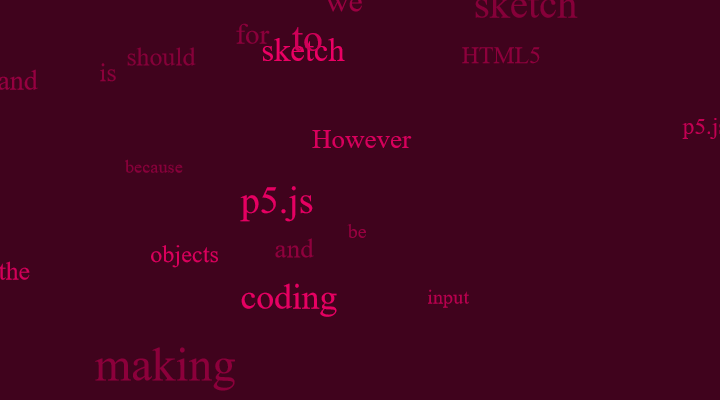 we
sketch
for
to
sketch
should
HTML5
is
and
p5.j
However
because
p5.js
be
and
objects
the
coding
input
making